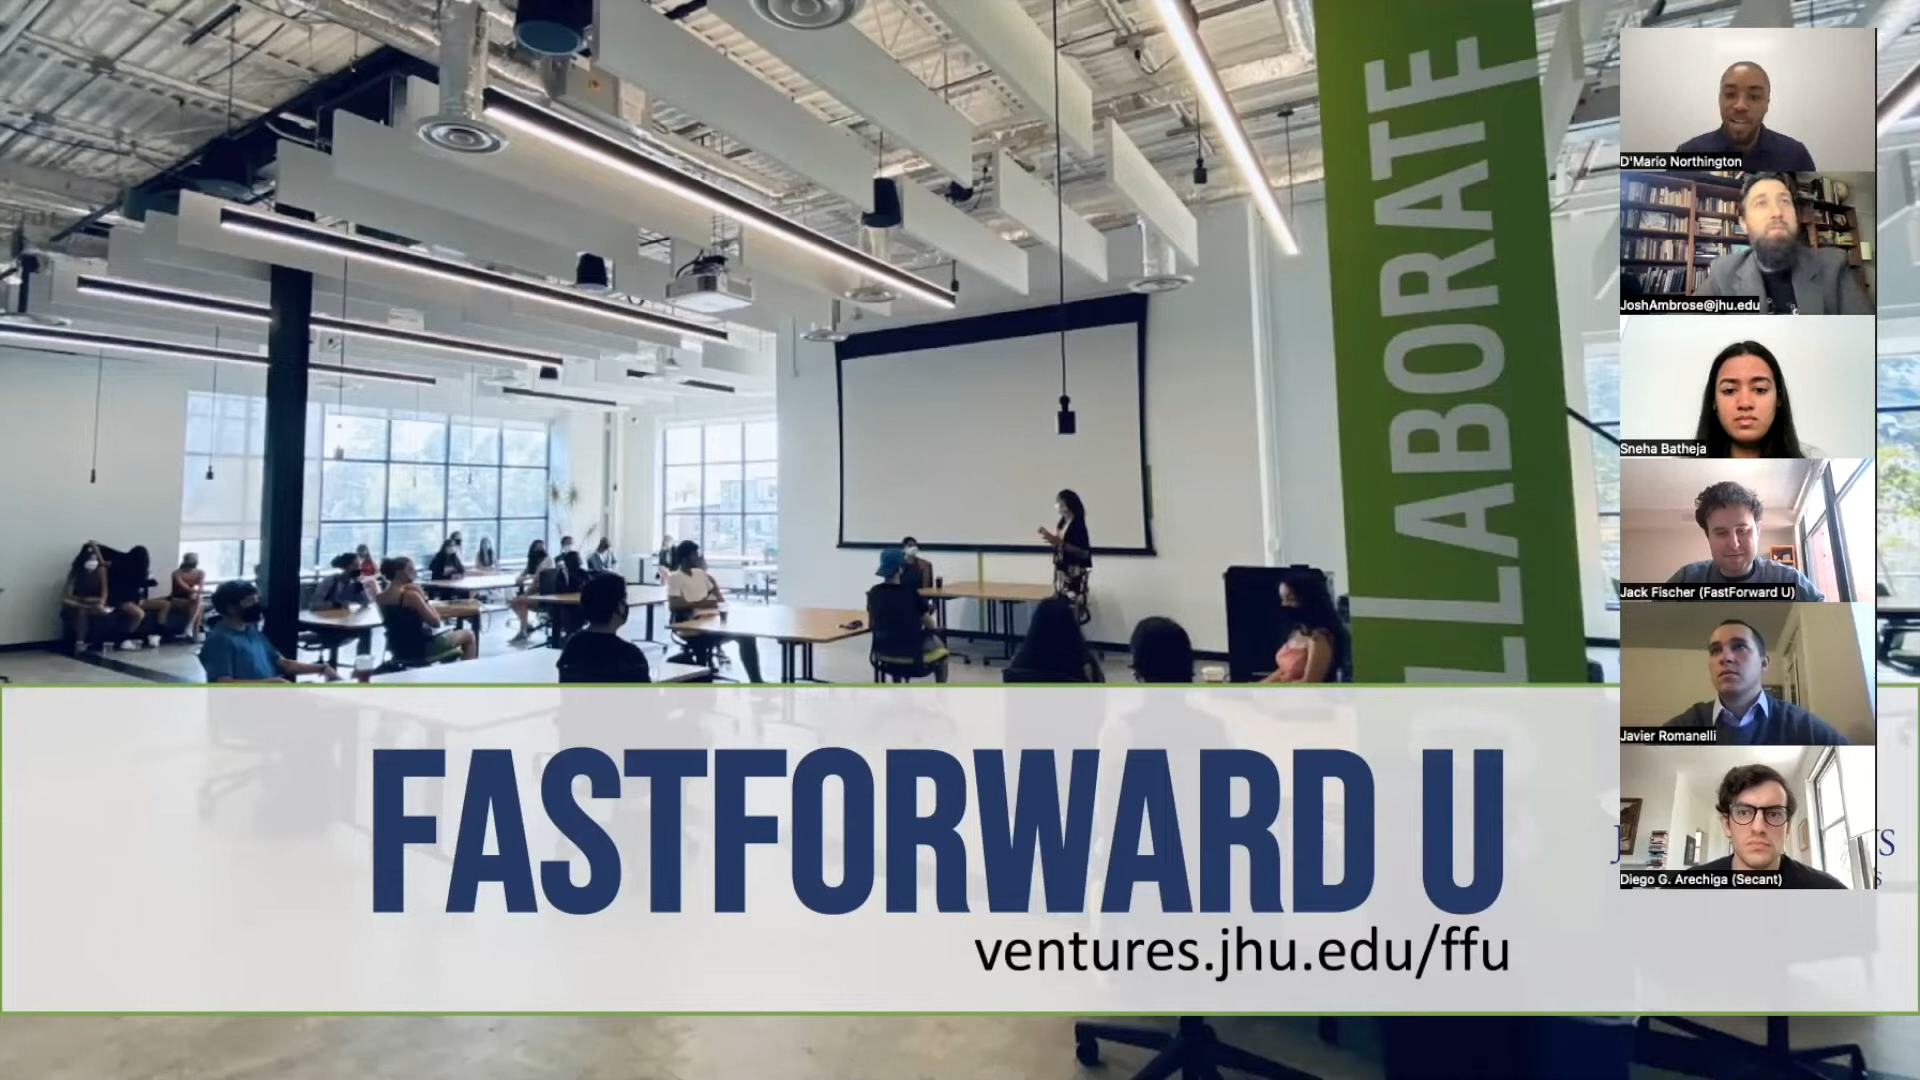 LLABORATE
FASTFORWARD U
ventures.jhu.edu/ffu
D'Mario Northington
JoshAmbrose@jhu.edu
Sneha Batheja
Jack Fischer (FastForward U)
Javier Romanelli
Diego G. Arechiga (Secant)